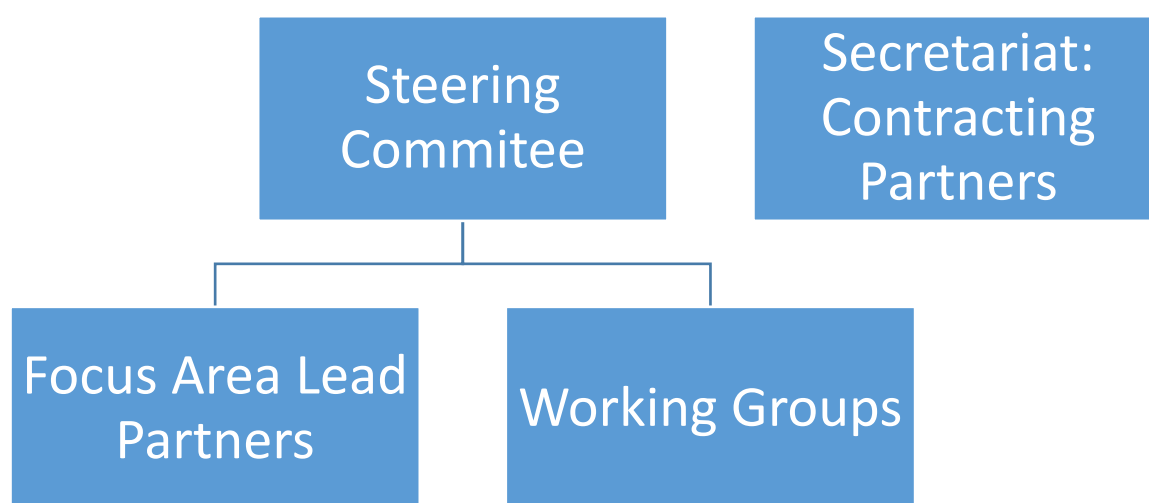 Steering
Commitee
Secretariat:
Contracting
Partners
Focus Area Lead
Partners
Working Groups